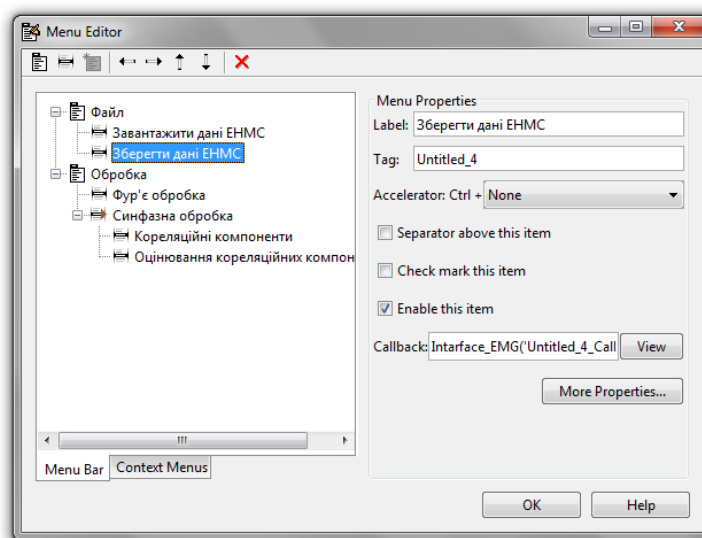 Menu Editor
Файл
Завантажити дані ЕНМС
Зберегти дані ЕНМС
Обробка
Фур'є обробка
Синфазна обробка
Кореляційні компоненти
Оцінювання кореляційних компон
Menu Bar
Context Menus
Menu Properties
Label: Зберегти дані ЕНМС
Tag: Untitled_4
Accelerator: Ctrl + None
Separator above this item
Check mark this item
Enable this item
Callback: Intarface_EMG('Untitled_4_Call View
More Properties...
OK Help